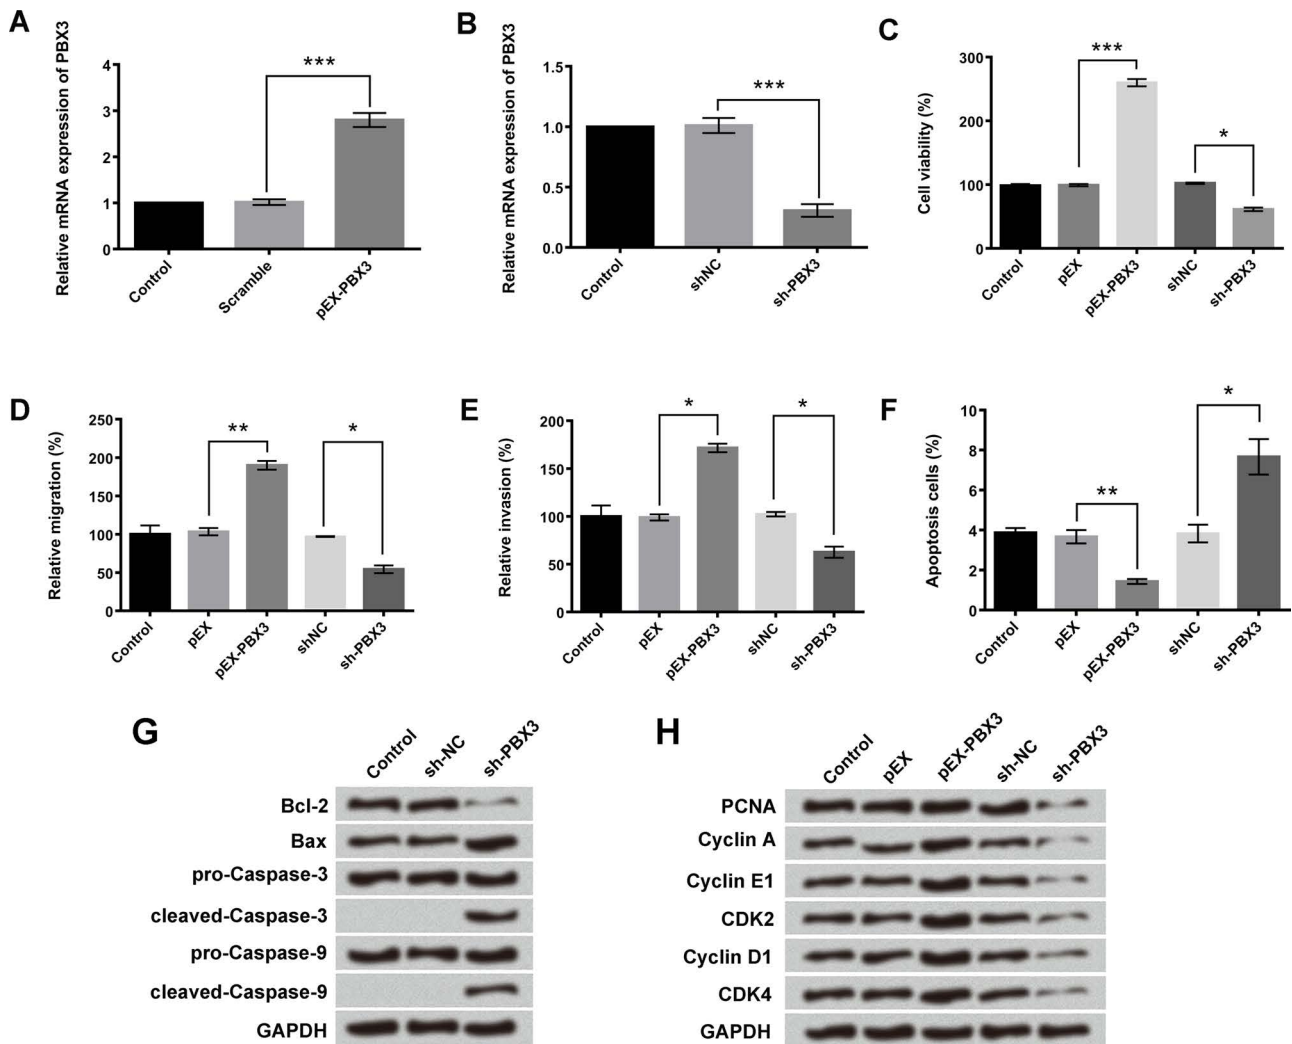 A
Relative mRNA expression of PBX3
4
3
2
1
0
***
Control
Scramble
pEX-PBX3
B
Relative mRNA expression of PBX3
1.5
1.0
0.5
0.0
***
Control
shNC
sh-PBX3
C
Cell viability (%)
300
200
100
0
***
*
Control
pEX
pEX-PBX3
shNC
sh-PBX3
D
Relative migration (%)
250
200
150
100
50
0
**
*
Control
pEX
pEX-PBX3
shNC
sh-PBX3
E
Relative invasion (%)
200
150
100
50
0
*
*
Control
pEX
pEX-PBX3
shNC
sh-PBX3
F
Apoptosis cells (%)
10
8
6
4
2
0
**
*
Control
pEX
pEX-PBX3
shNC
sh-PBX3
G
Control
sh-NC
sh-PBX3
Bcl-2
Bax
pro-Caspase-3
cleaved-Caspase-3
pro-Caspase-9
cleaved-Caspase-9
GAPDH
H
Control
pEX
pEX-PBX3
sh-NC
sh-PBX3
PCNA
Cyclin A
Cyclin E1
CDK2
Cyclin D1
CDK4
GAPDH